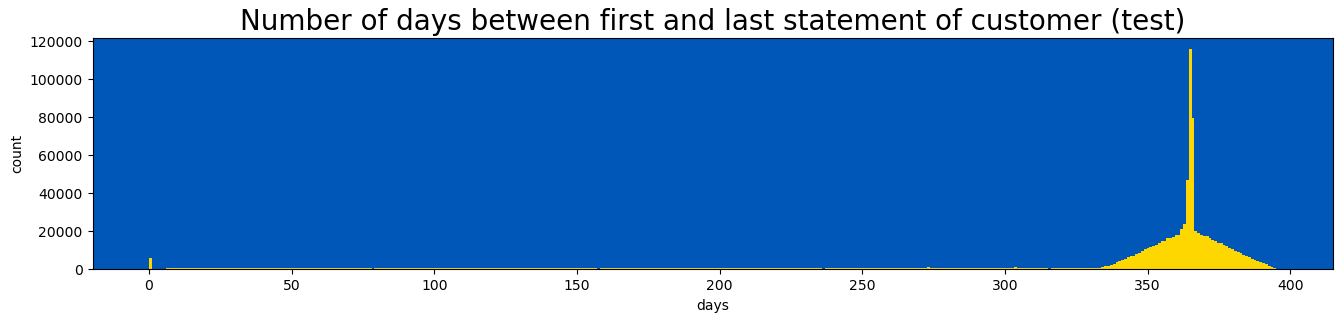 Number of days between first and last statement of customer (test)
120000
100000
80000
60000
40000
20000
0
count
0 50 100 150 200 250 300 350 400
days